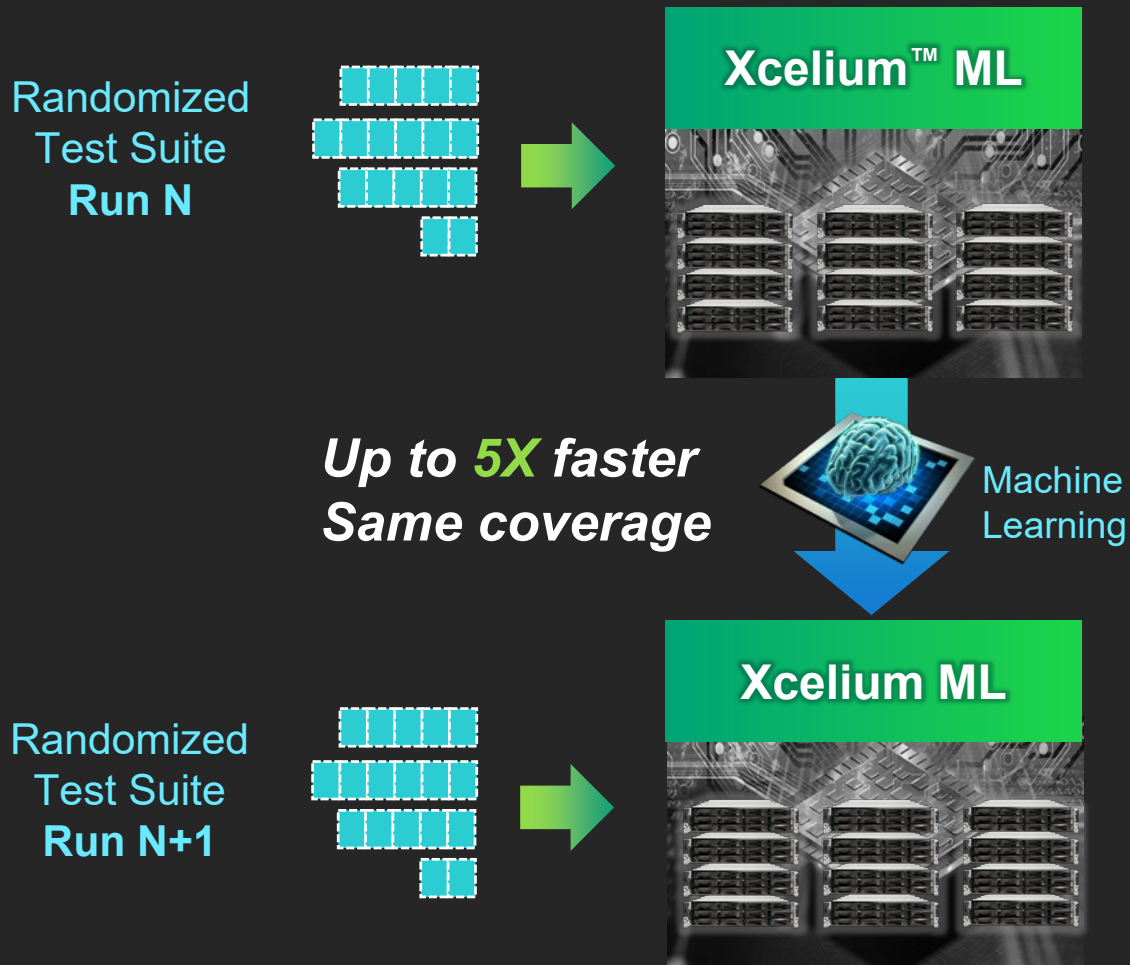 Randomized
Test Suite
Run N
Xcelium™ ML
Up to 5X faster
Same coverage
Machine
Learning
Randomized
Test Suite
Run N+1
Xcelium ML